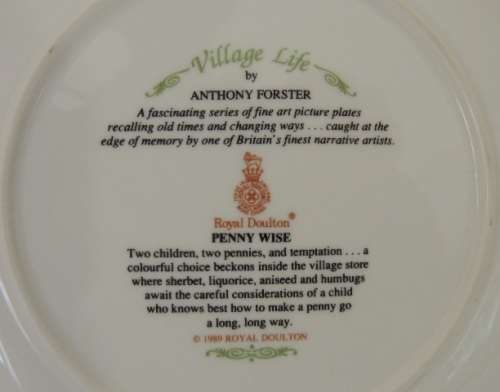 Village Life
by
ANTHONY FORSTER
A fascinating series of fine art picture plates
recalling old times and changing ways . . . caught at the
edge of memory by one of Britain's finest narrative artists.
Royal Doulton®
PENNY WISE
Two children, two pennies, and temptation . . . a
colourful choice beckons inside the village store
where sherbet, liquorice, aniseed and humbugs
await the careful considerations of a child
who knows best how to make a penny go
a long, long way.
© 1989 ROYAL DOULTON